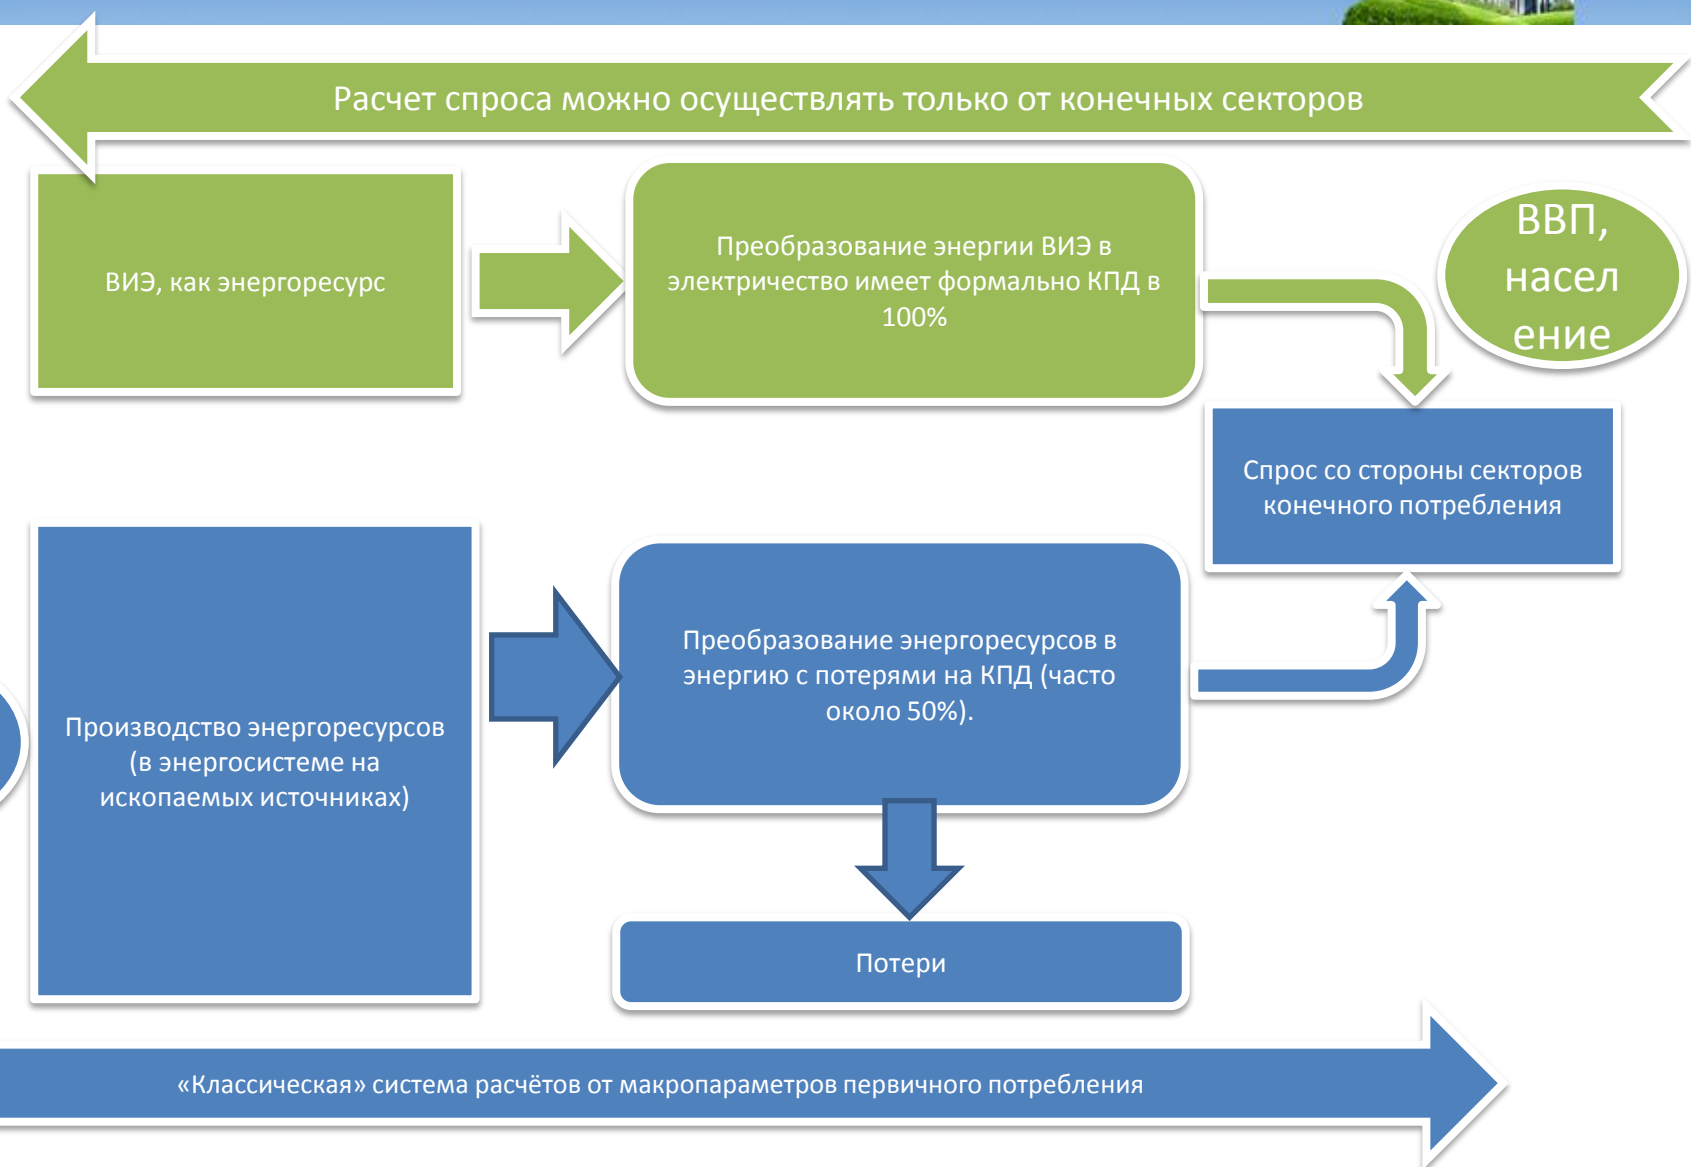 Расчет спроса можно осуществлять только от конечных секторов
ВИЭ, как энергоресурс
Преобразование энергии ВИЭ в
электричество имеет формально КПД в
100%
ВВП,
насел
ение
Спрос со стороны секторов
конечного потребления
Производство энергоресурсов
(в энергосистеме на
ископаемых источниках)
Преобразование энергоресурсов в
энергию с потерями на КПД (часто
около 50%).
Потери
«Классическая» система расчётов от макропараметров первичного потребления